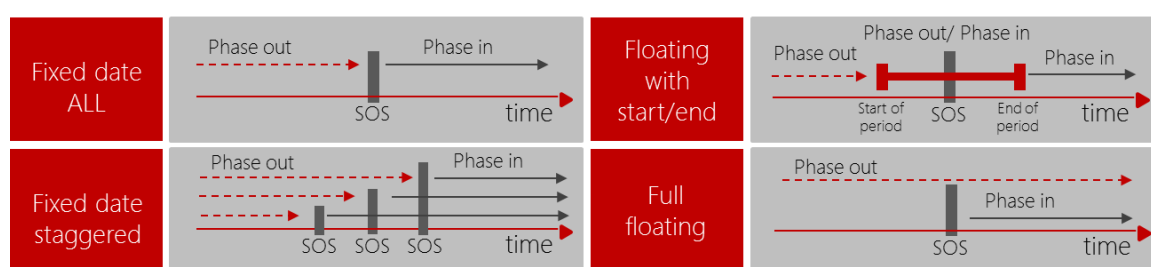 Fixed date
ALL
Phase out
Phase in
SOS
time
Floating
with
start/end
Phase out/ Phase in
Phase out
Phase in
Start of
period
SOS
End of
period
time
Fixed date
staggered
Phase out
Phase in
SOS
SOS
SOS
time
Full
floating
Phase out
Phase in
SOS
time